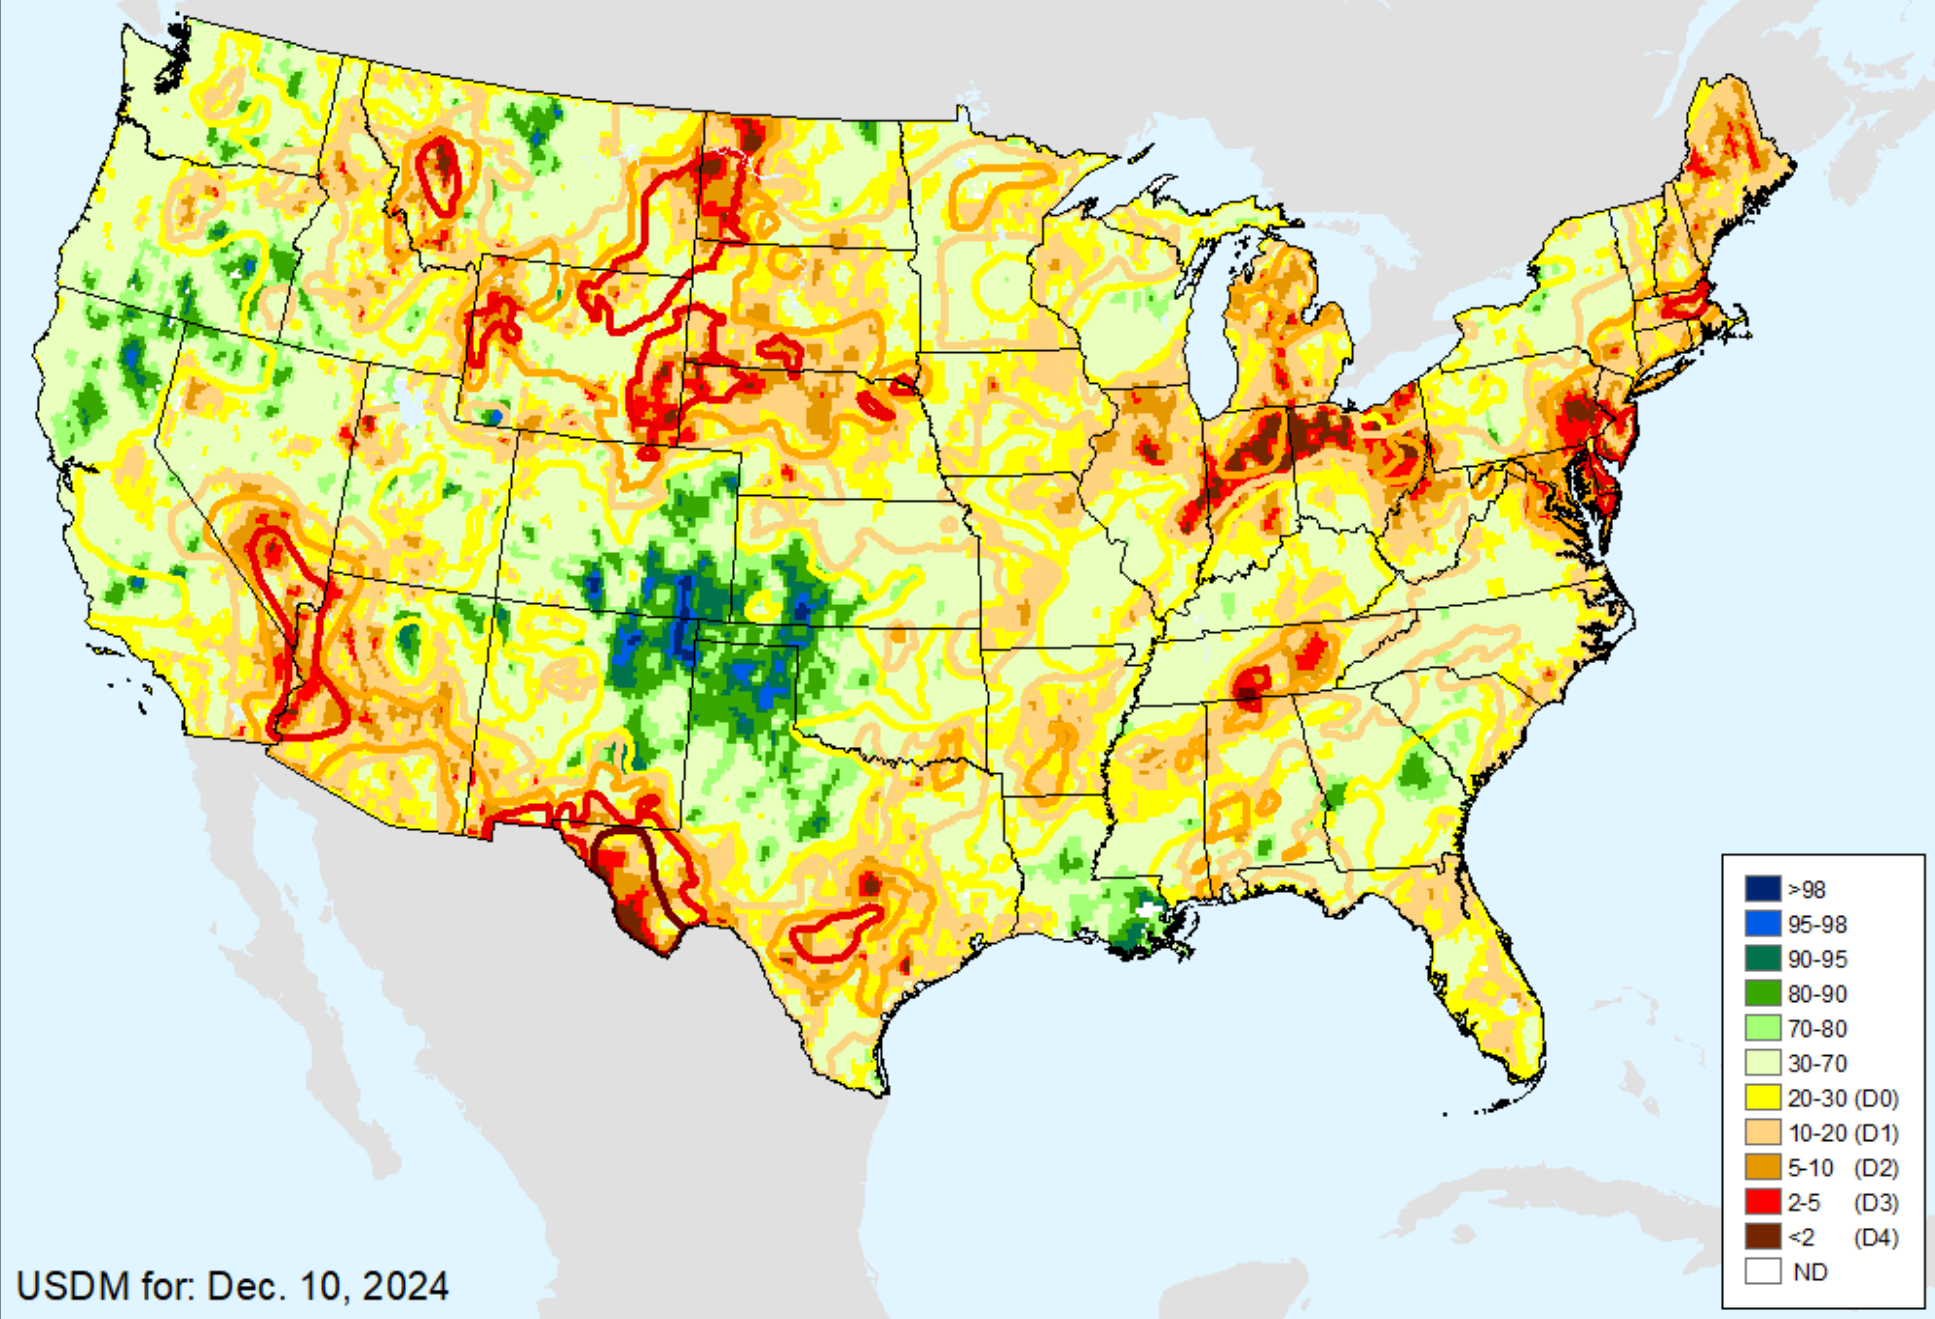 >98
95-98
90-95
80-90
70-80
30-70
20-30 (D0)
10-20 (D1)
5-10 (D2)
2-5 (D3)
<2 (D4)
ND
USDM for: Dec. 10, 2024